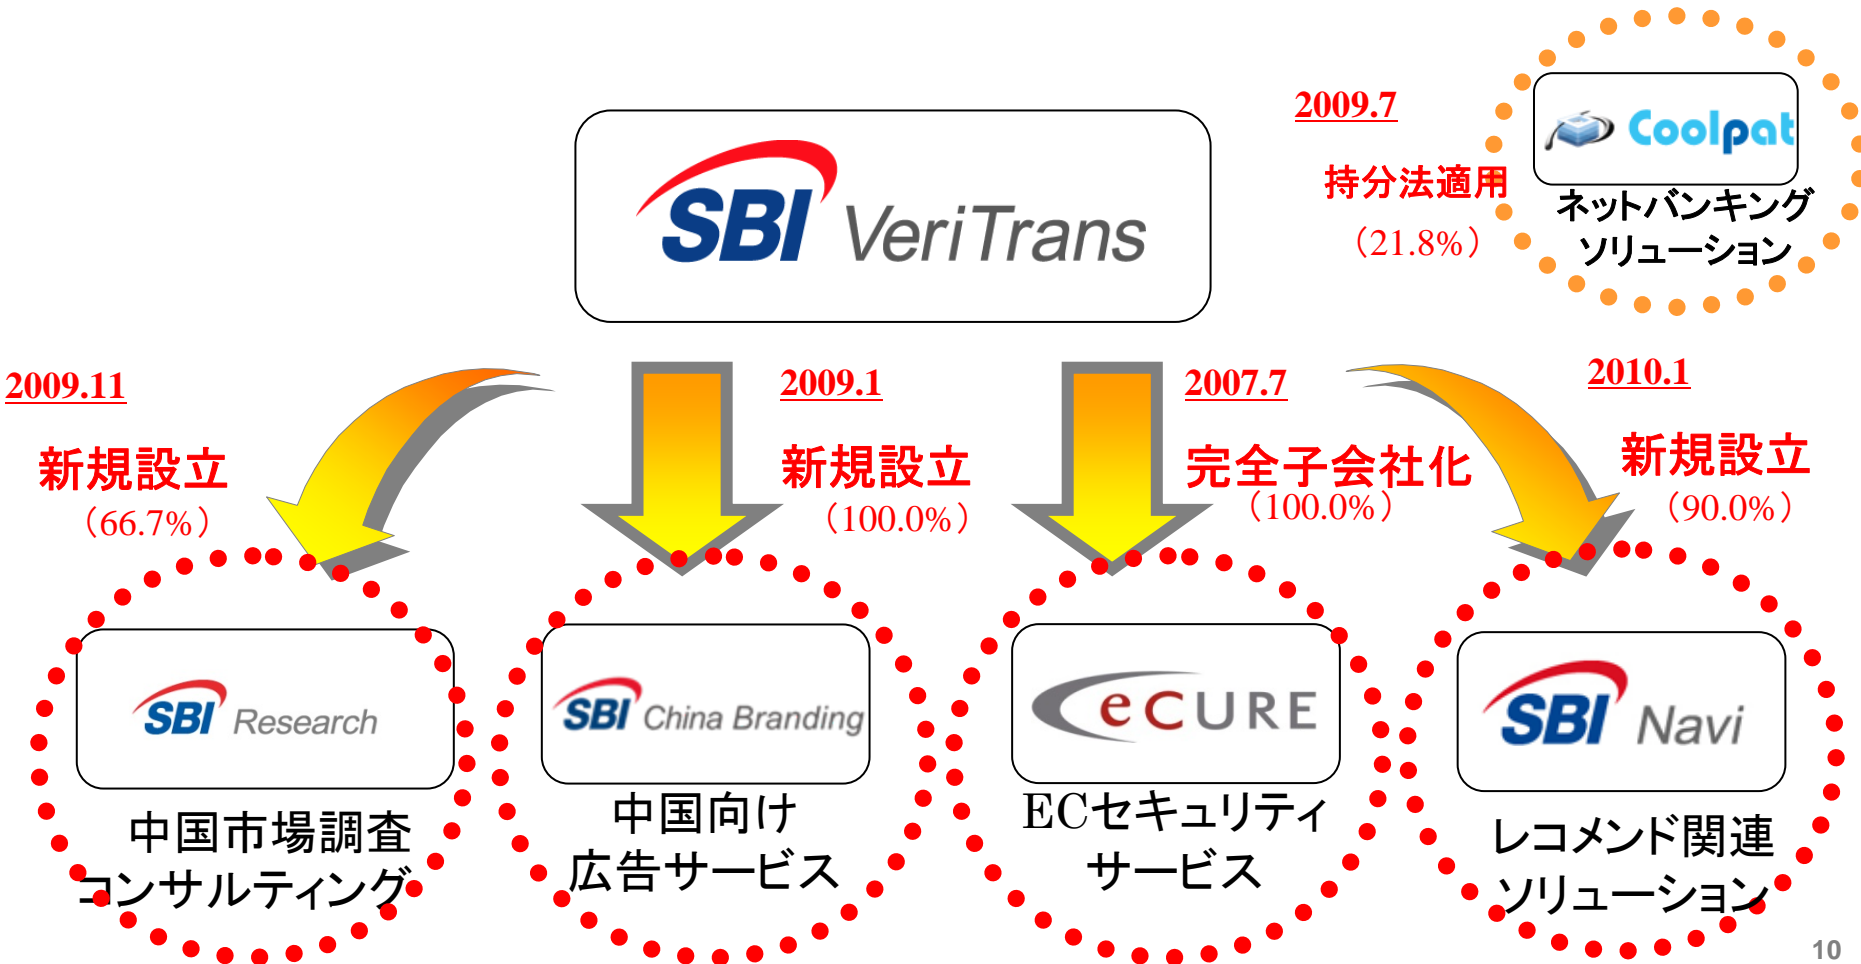 SBI VeriTrans
2009.7
持分法適用
（21.8%）
Coolpat
ネットバンキング
ソリューション
2009.11
新規設立
（66.7%）
2009.1
新規設立
（100.0%）
2007.7
完全子会社化
（100.0%）
2010.1
新規設立
（90.0%）
SBI Research
中国市場調査
コンサルティング
SBI China Branding
中国向け
広告サービス
eCURE
ECセキュリティ
サービス
SBI Navi
レコメンド関連
ソリューション
10